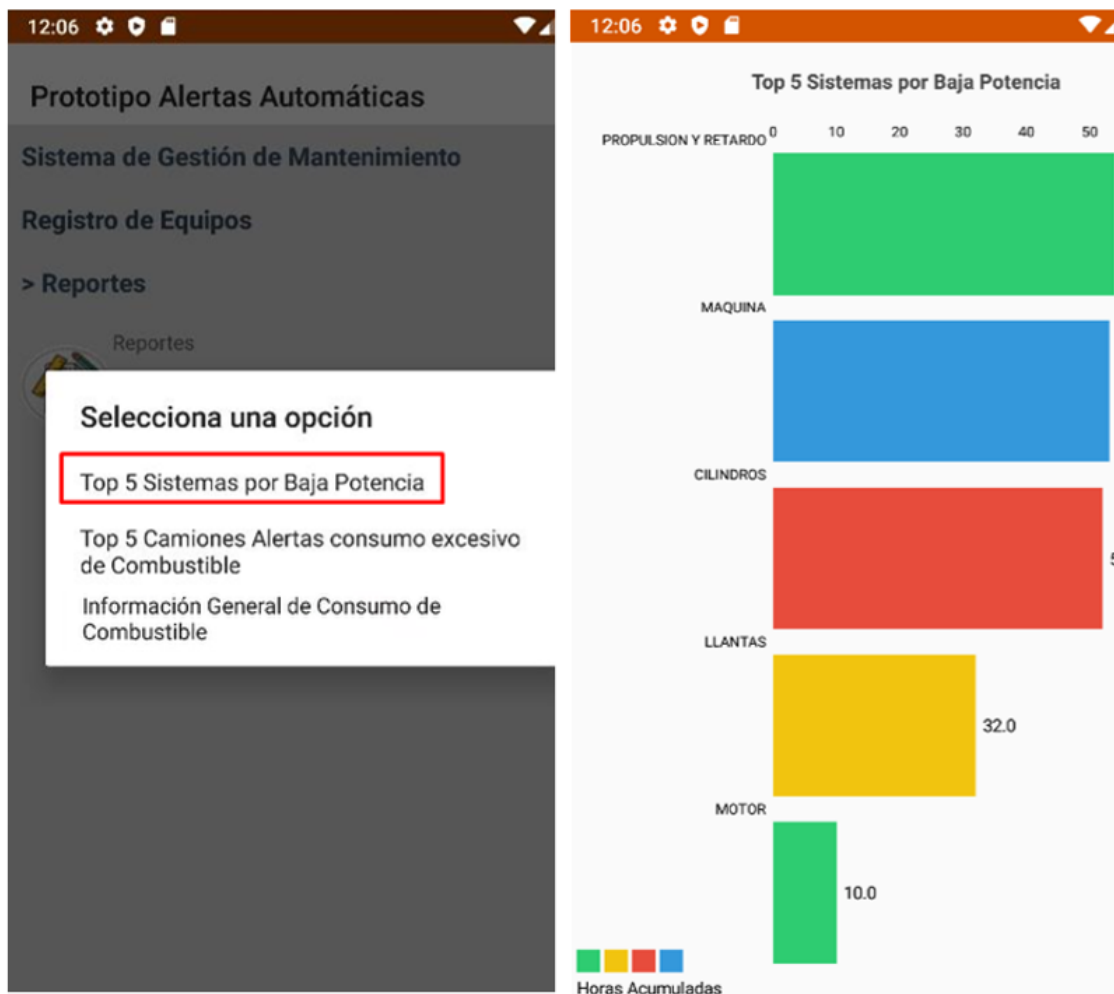 12:06
Prototipo Alertas Automáticas
Sistema de Gestión de Mantenimiento
Registro de Equipos
> Reportes
Reportes
Selecciona una opción
Top 5 Sistemas por Baja Potencia
Top 5 Camiones Alertas consumo excesivo
de Combustible
Información General de Consumo de
Combustible
12:06
Top 5 Sistemas por Baja Potencia
0 10 20 30 40 50
PROPULSION Y RETARDO
MAQUINA
CILINDROS
LLANTAS
32.0
MOTOR
10.0
Horas Acumuladas